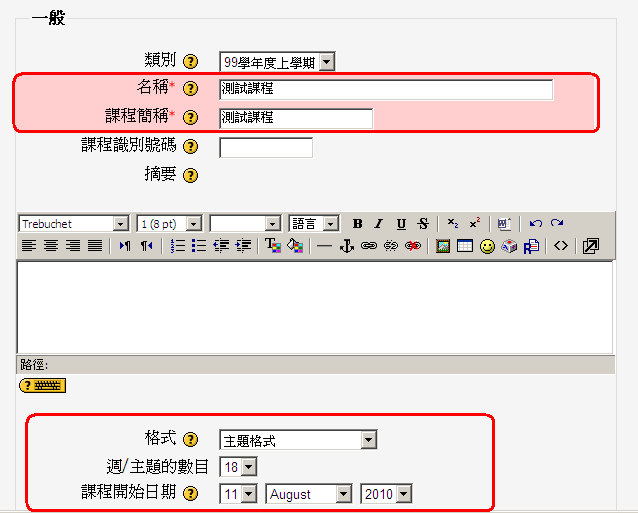 一般
類別 ? 99學年度上學期
名稱* ? 測試課程
課程簡稱* ? 測試課程
課程識別號碼 ?
摘要 ?
Trebuchet 1 (8 pt) 語言 B I U S x₂ x²
路徑:
?
格式 ? 主題格式
週/主題的數目 18
課程開始日期 ? 11 August 2010